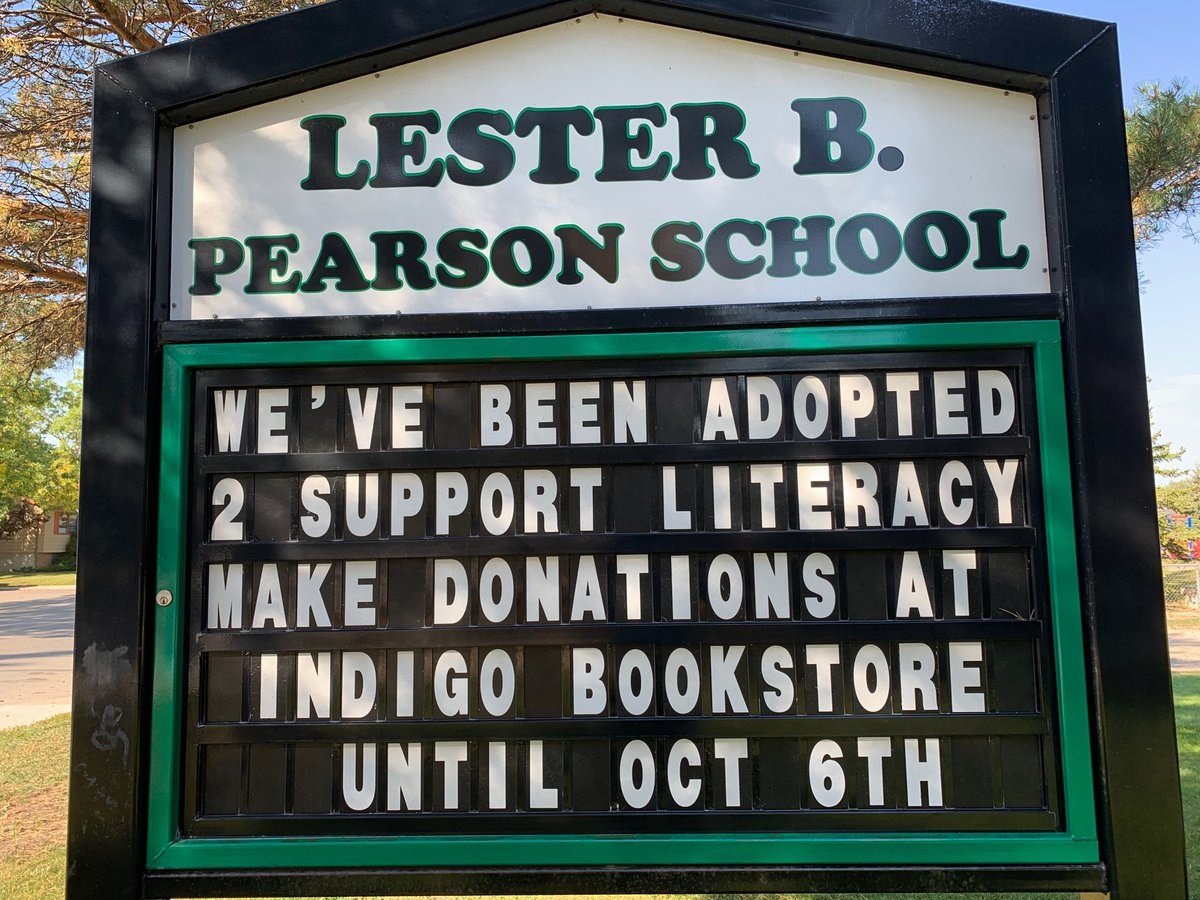 LESTER B.
PEARSON SCHOOL
WE'VE BEEN ADOPTED
2 SUPPORT LITERACY
MAKE DONATIONS AT
INDIGO BOOKSTORE
UNTIL OCT 6TH